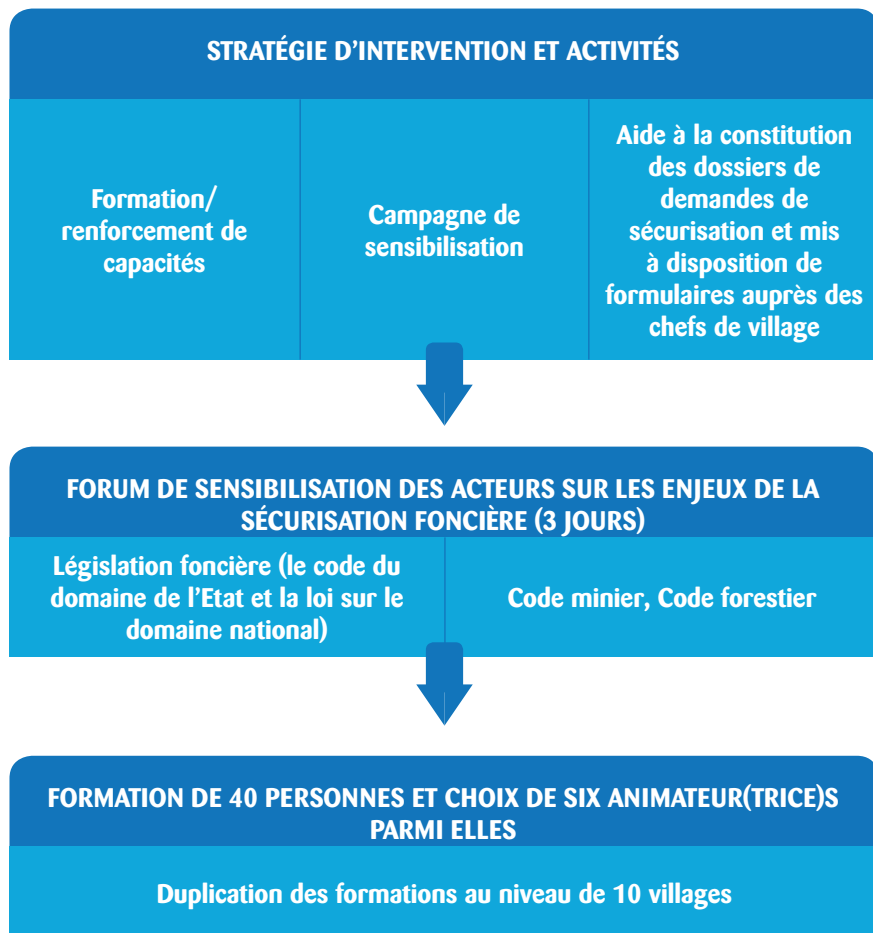 STRATÉGIE D’INTERVENTION ET ACTIVITÉS
Formation/
renforcement de
capacités
Campagne de
sensibilisation
Aide à la constitution
des dossiers de
demandes de
sécurisation et mis
à disposition de
formulaires auprès des
chefs de village
FORUM DE SENSIBILISATION DES ACTEURS SUR LES ENJEUX DE LA
SÉCURISATION FONCIÈRE (3 JOURS)
Législation foncière (le code du
domaine de l’Etat et la loi sur le
domaine national)
Code minier, Code forestier
FORMATION DE 40 PERSONNES ET CHOIX DE SIX ANIMATEUR(TRICE)S
PARMI ELLES
Duplication des formations au niveau de 10 villages